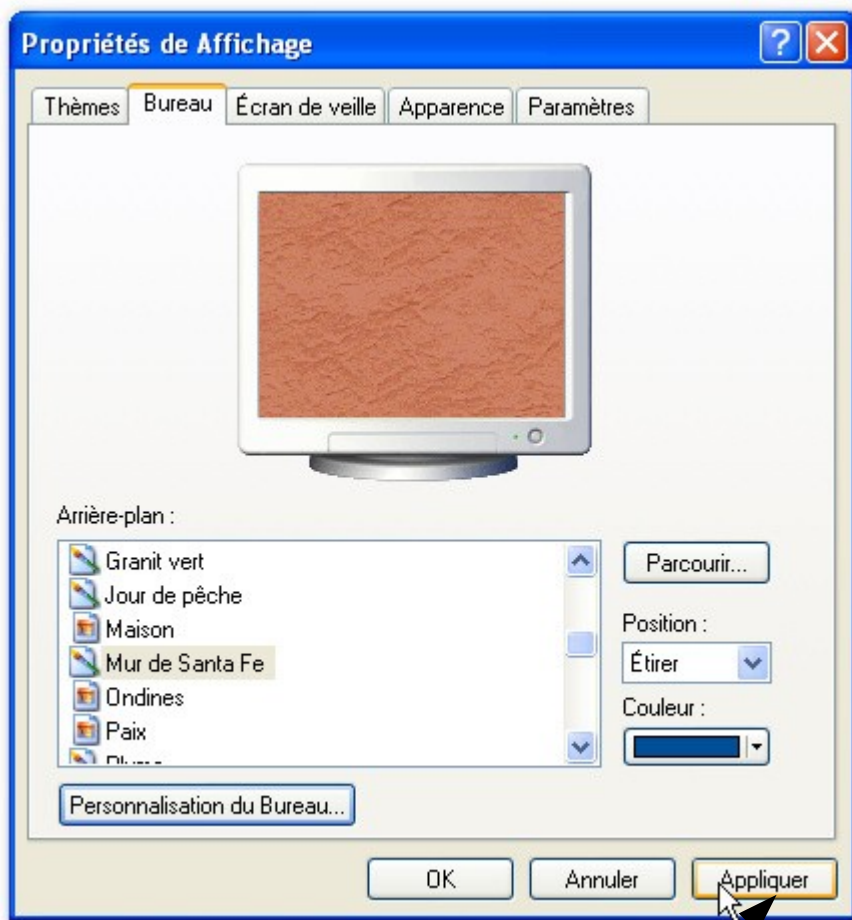 Propriétés de Affichage
Thèmes Bureau Écran de veille Apparence Paramètres
Arrière-plan :
Granit vert
Jour de pêche
Maison
Mur de Santa Fe
Ondines
Paix
Parcourir...
Position :
Étirer
Couleur :
Personnalisation du Bureau...
OK Annuler Appliquer